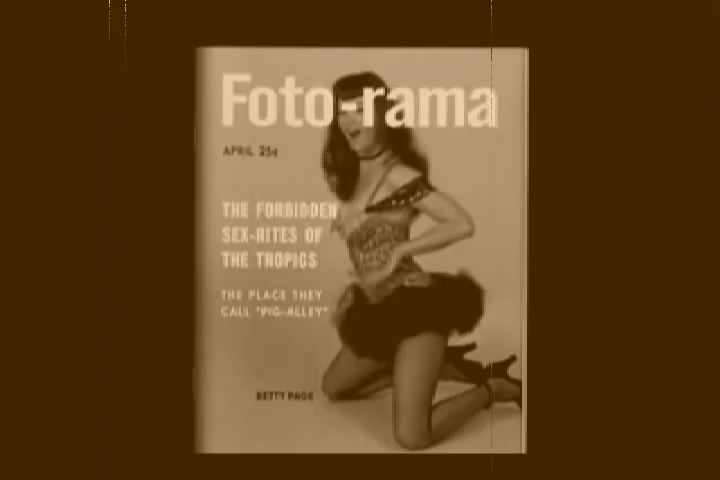 Foto-rama
APRIL 25¢
THE FORBIDDEN
SEX-RITES OF
THE TROPICS
THE PLACE THEY
CALL "PIG-ALLEY"
BETTY PAGE